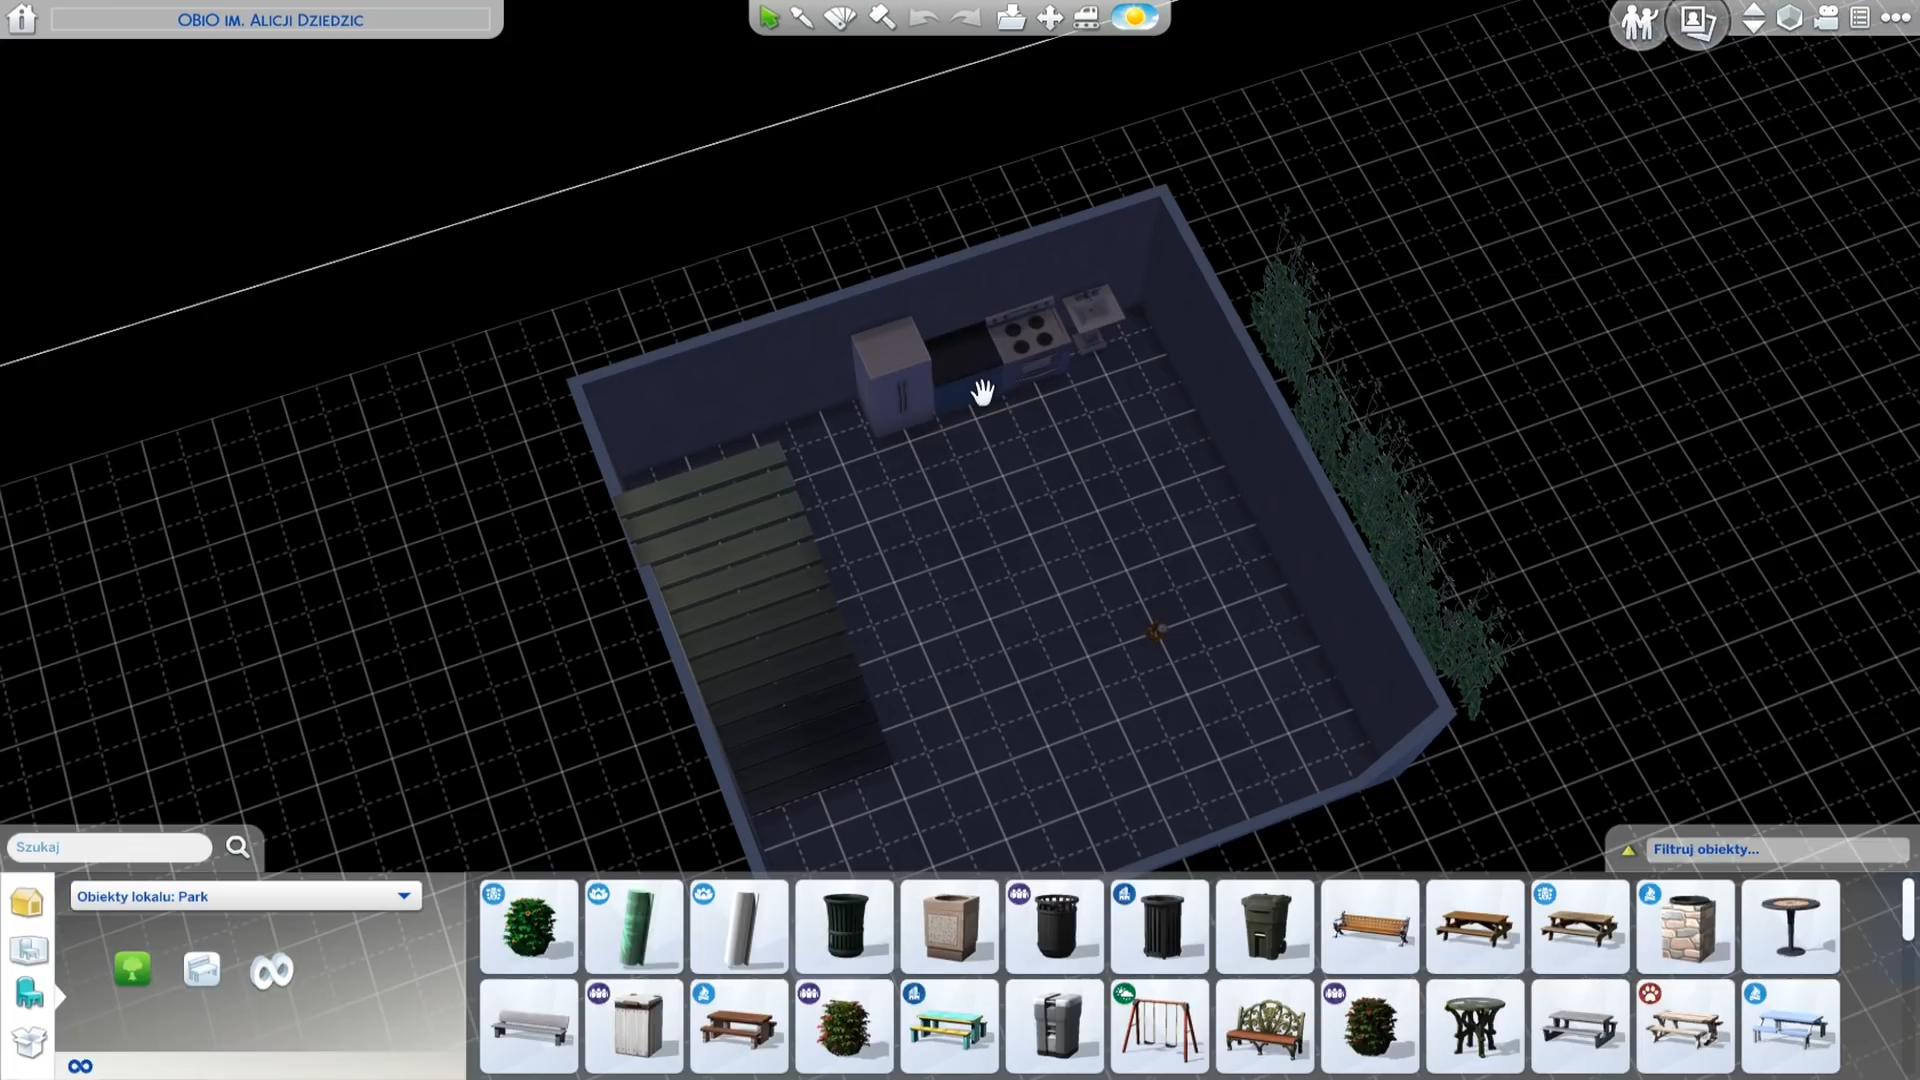 OBIO IM. ALICJI DZIEDZIC
Szukaj
Filtruj obiekty...
Obiekty lokalu: Park